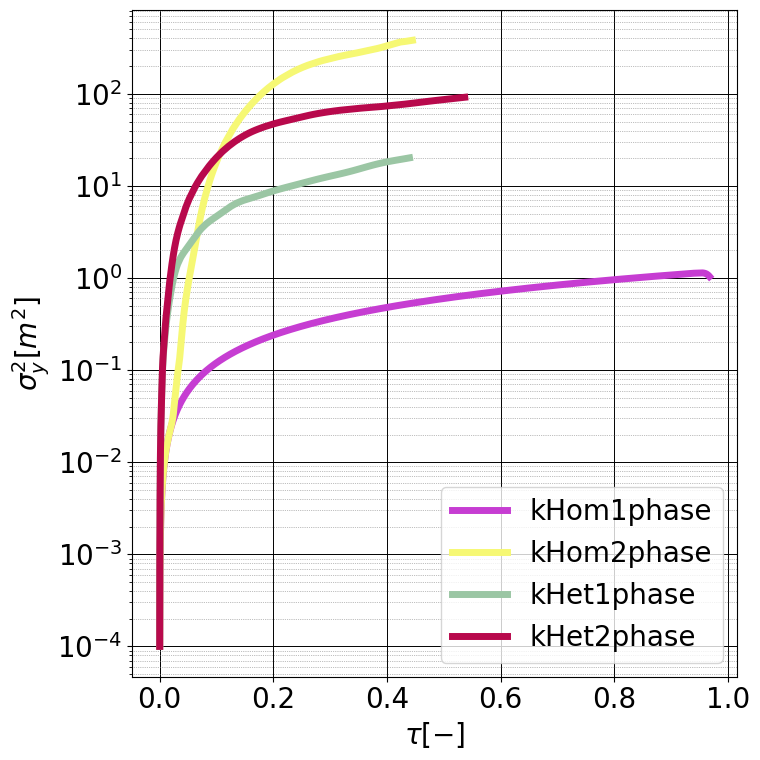 σ_y^2[m^2]
10^2
10^1
10^0
10^−1
10^−2
10^−3
10^−4
kHom1phase
kHom2phase
kHet1phase
kHet2phase
0.0 0.2 0.4 0.6 0.8 1.0
τ[−]